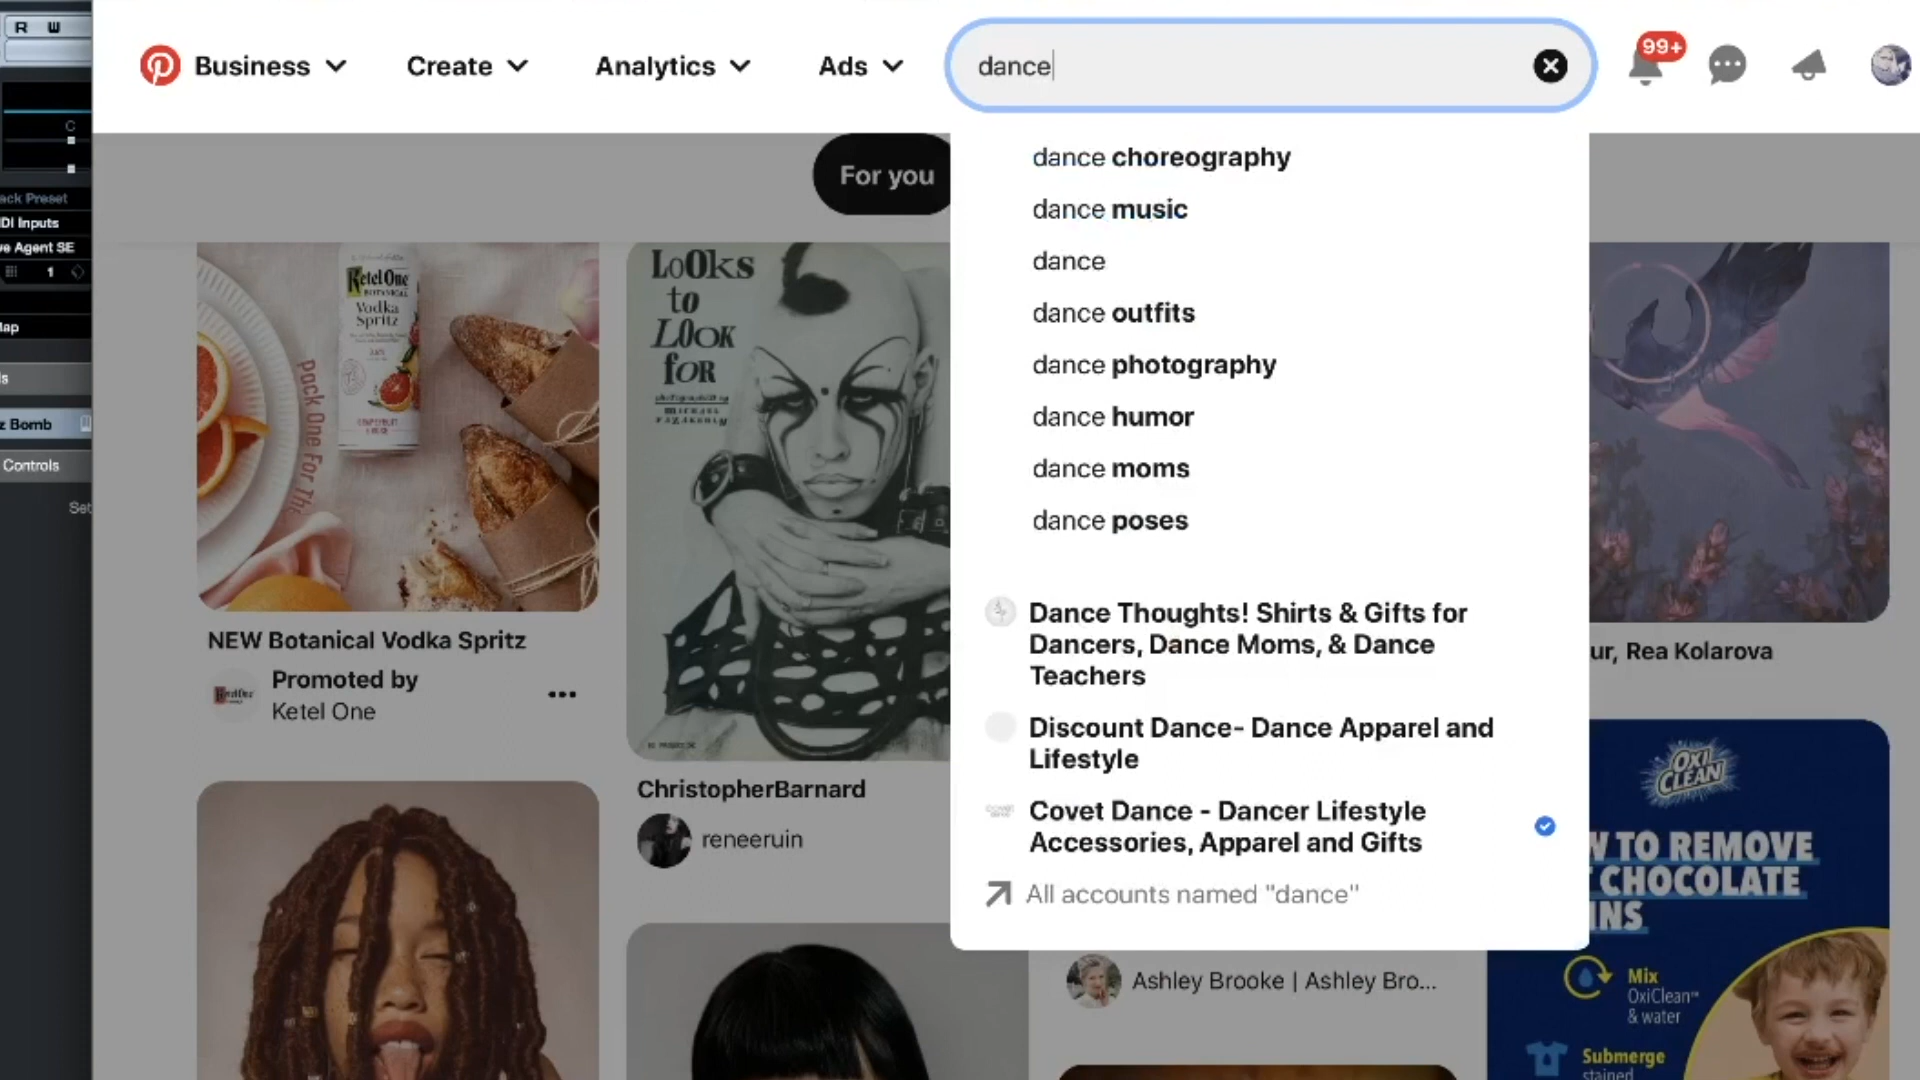 R W
C
ack Preset
DI Inputs
ve Agent SE
1
ap
z Bomb
Controls
Set
Business
Create
Analytics
Ads
dance
99+
For you
dance choreography
dance music
dance
dance outfits
dance photography
dance humor
dance moms
dance poses
Dance Thoughts! Shirts & Gifts for
Dancers, Dance Moms, & Dance
Teachers
Discount Dance- Dance Apparel and
Lifestyle
Covet Dance - Dancer Lifestyle
Accessories, Apparel and Gifts
All accounts named "dance"
Ketel One
BOTANICAL
Vodka
Spritz
Pack One For Th
NEW Botanical Vodka Spritz
Promoted by
Ketel One
LoOks
to
LOOK
foR
ChristopherBarnard
reneeruin
Ashley Brooke | Ashley Bro...
ur, Rea Kolarova
OXI
CLEAN
W TO REMOVE
CHOCOLATE
INS
Mix
OxiClean™
& water
Submerge
stained